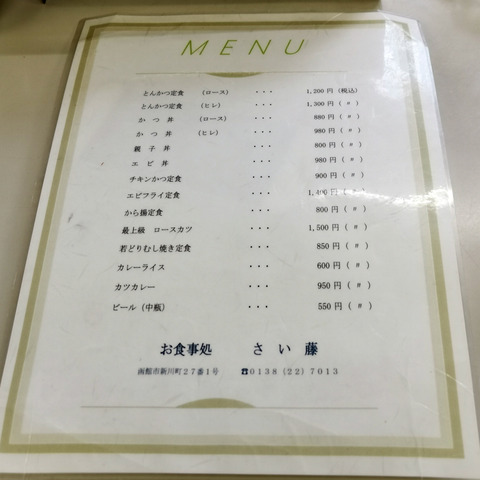 MENU
とんかつ定食 (ロース) ・・・ 1,200円(税込)
とんかつ定食 (ヒレ) ・・・ 1,300円(〃)
かつ丼 (ロース) ・・・ 880円(〃)
かつ丼 (ヒレ) ・・・ 980円(〃)
親子丼 ・・・ 800円(〃)
エビ丼 ・・・ 980円(〃)
チキンかつ定食 ・・・ 900円(〃)
エビフライ定食 ・・・ 円(〃)
から揚定食 ・・・ 800円(〃)
最上級 ロースカツ ・・・ 1,500円(〃)
若どりむし焼き定食 ・・・ 850円(〃)
カレーライス ・・・ 600円(〃)
カツカレー ・・・ 950円(〃)
ビール(中瓶) ・・・ 550円(〃)
お食事処 さい藤
函館市新川町27番1号 ☎0138(22)7013